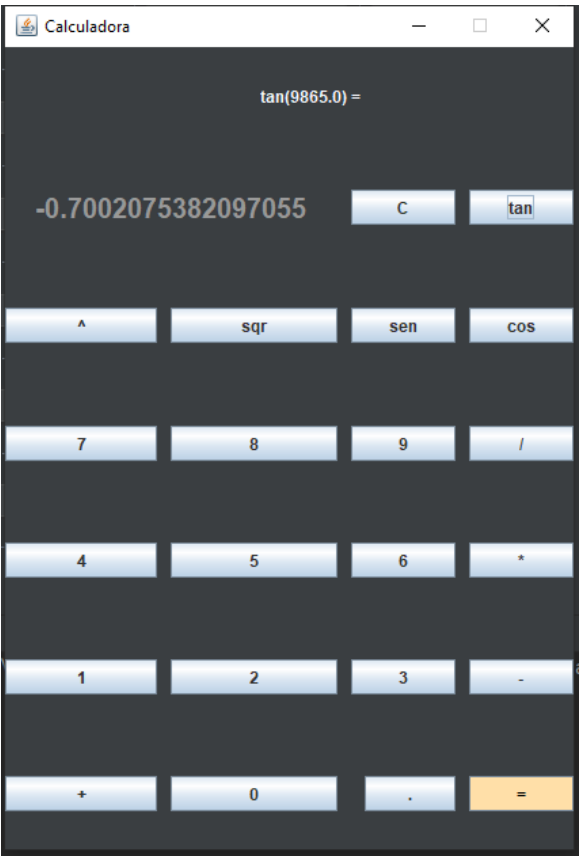 Calculadora
tan(9865.0) =
-0.7002075382097055 C tan
^ sqr sen cos
7 8 9 /
4 5 6 *
1 2 3 -
+ 0 . =